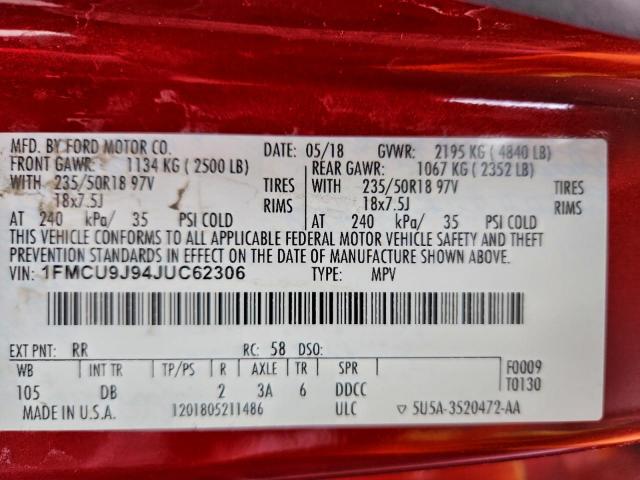 MFD. BY FORD MOTOR CO. DATE: 05/18 GVWR: 2195 KG ( 4840 LB)
FRONT GAWR: 1134 KG ( 2500 LB) REAR GAWR: 1067 KG ( 2352 LB)
WITH 235/50R18 97V TIRES WITH 235/50R18 97V TIRES
18x7.5J RIMS 18x7.5J RIMS
AT 240 kPa/ 35 PSI COLD AT 240 kPa/ 35 PSI COLD
THIS VEHICLE CONFORMS TO ALL APPLICABLE FEDERAL MOTOR VEHICLE SAFETY AND THEFT
PREVENTION STANDARDS IN EFFECT ON THE DATE OF MANUFACTURE SHOWN ABOVE.
VIN: 1FMCU9J94JUC62306 TYPE: MPV
EXT PNT: RR RC: 58 DSO:
WB INT TR TP/PS R AXLE TR SPR F0009
105 DB 2 3A 6 DDCC T0130
MADE IN U.S.A. 1201805211486 ULC ▽ 5U5A-3520472-AA